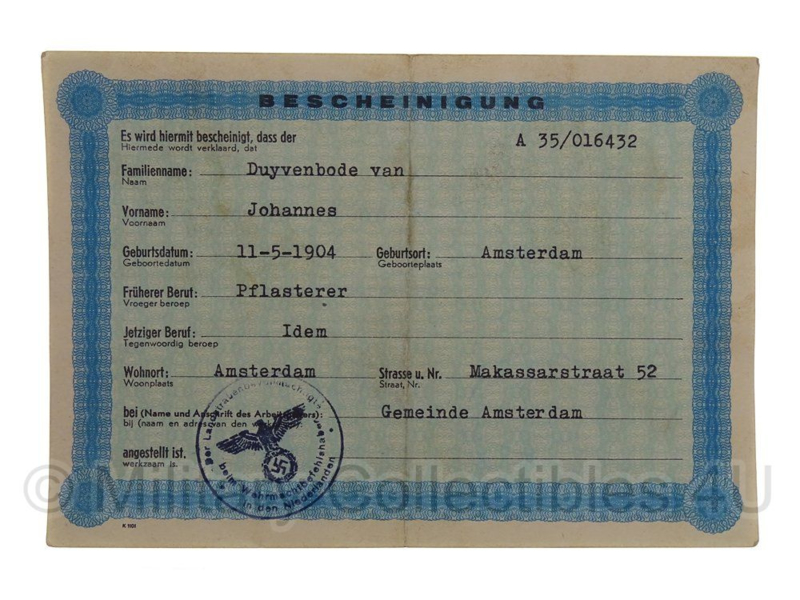 BESCHEINIGUNG
Es wird hiermit bescheinigt, dass der A 35/016432
Hiermede wordt verklaard, dat
Familienname: Duyvenbode van
Naam
Vorname: Johannes
Voornaam
Geburtsdatum: 11-5-1904 Geburtsort: Amsterdam
Geboortedatum Geboorteplaats
Früherer Beruf: Pflasterer
Vroeger beroep
Jetziger Beruf: Idem
Tegenwoordig beroep
Wohnort: Amsterdam Strasse u. Nr. Makassarstraat 52
Woonplaats Straat, Nr.
bei (Name und Anschrift des Arbeitgebers): Gemeinde Amsterdam
bij (naam en adres van den werkgever)
angestellt ist.
werkzaam is.
beim Wehrmachtbefehlshaber
in den Niederlanden
K 1101
© Military Collectibles 4U